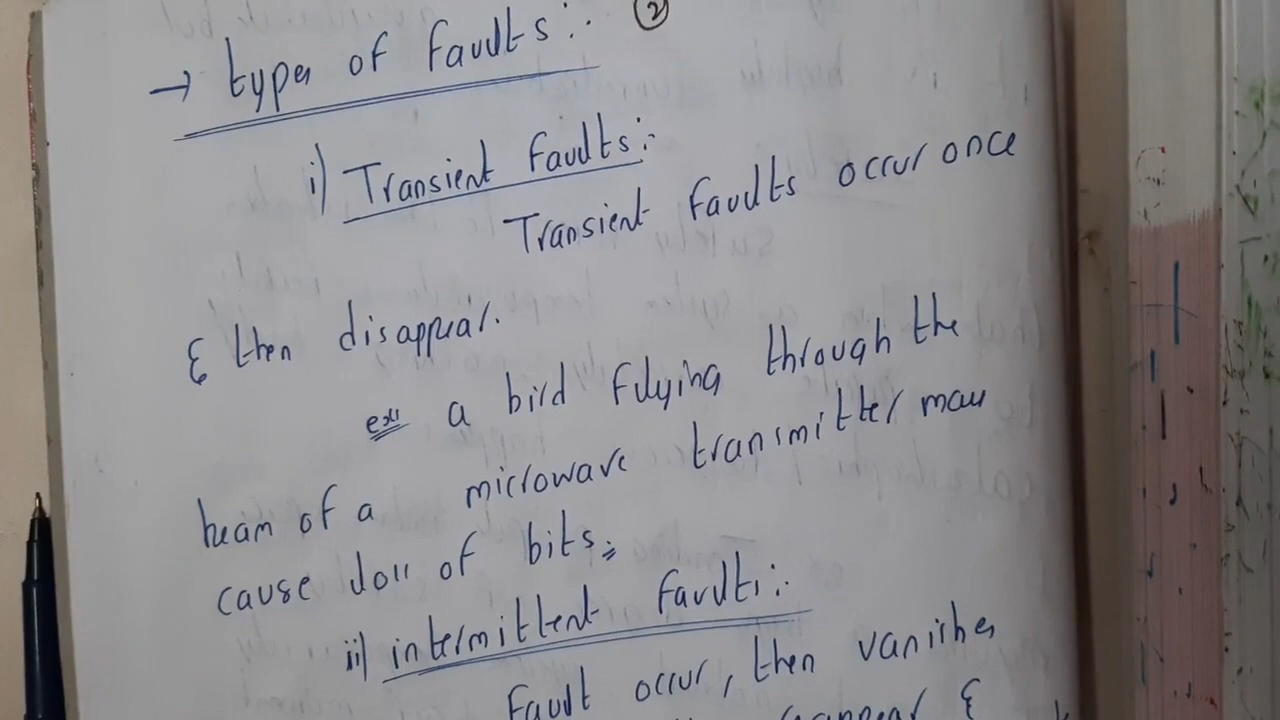 ②
→ types of faults:-
i) Transient faults:-
Transient faults occur once
& then disappear.
ex:- a bird flying through the
beam of a microwave transmitter may
cause loss of bits.
ii) intermittent faults:-
fault occur, then vanishes
&